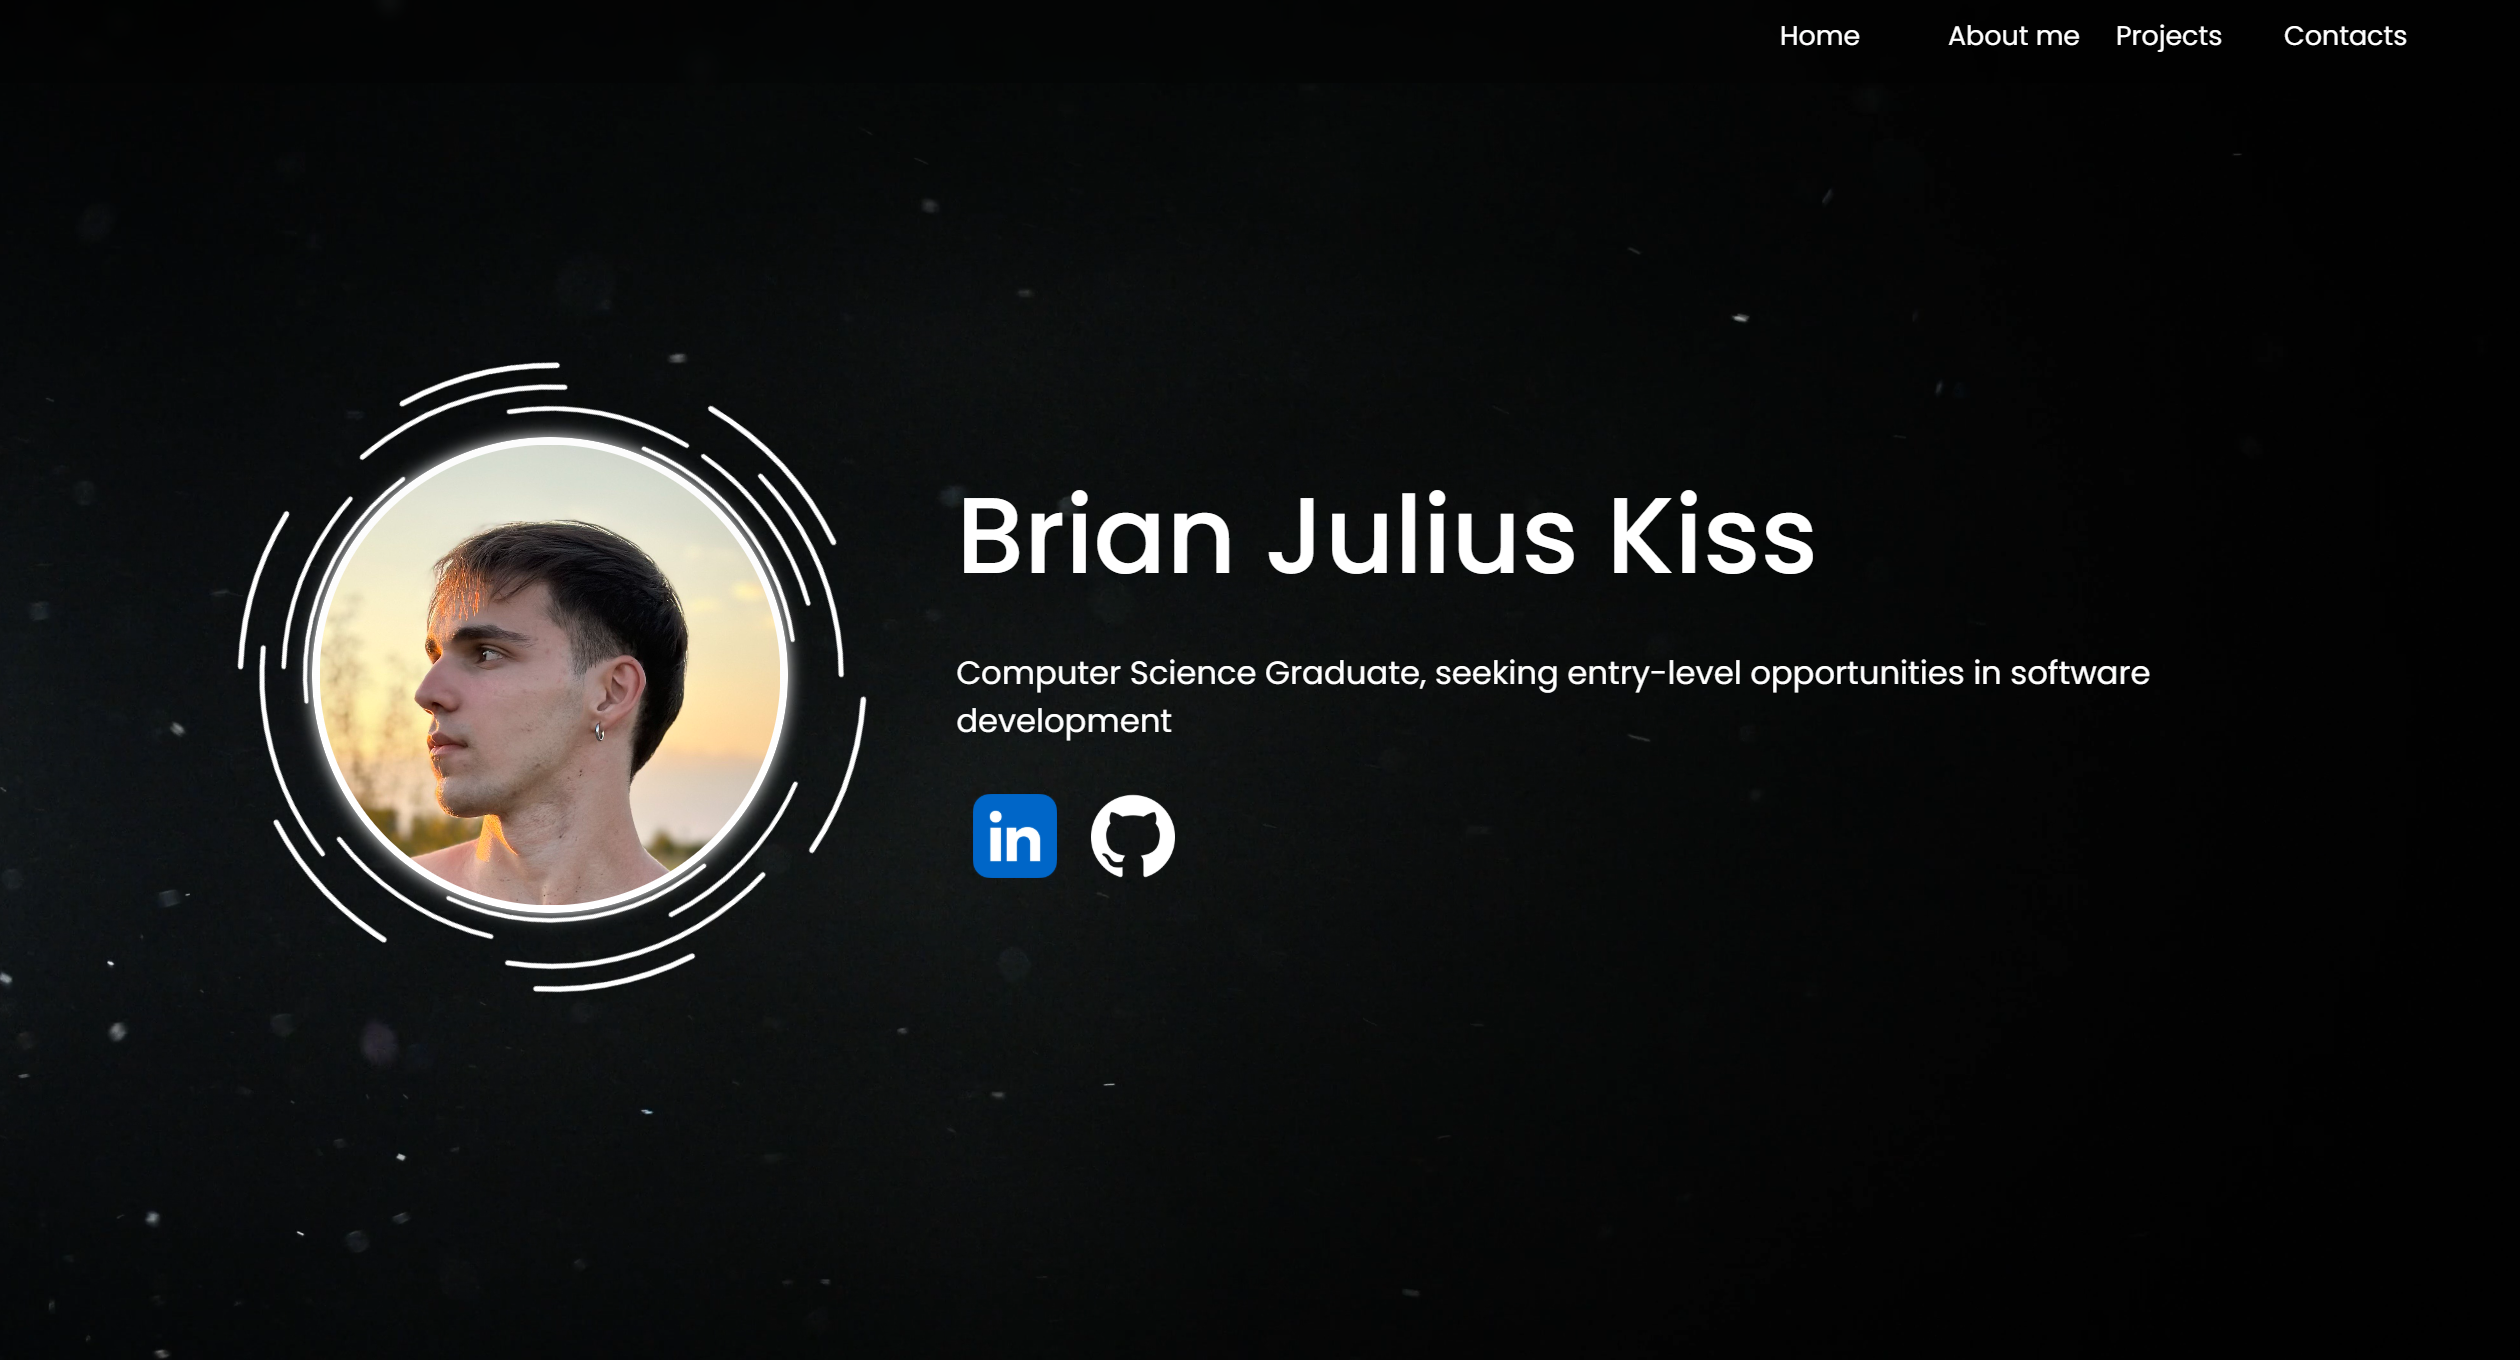 Home About me Projects Contacts
Brian Julius Kiss
Computer Science Graduate, seeking entry-level opportunities in software
development
in